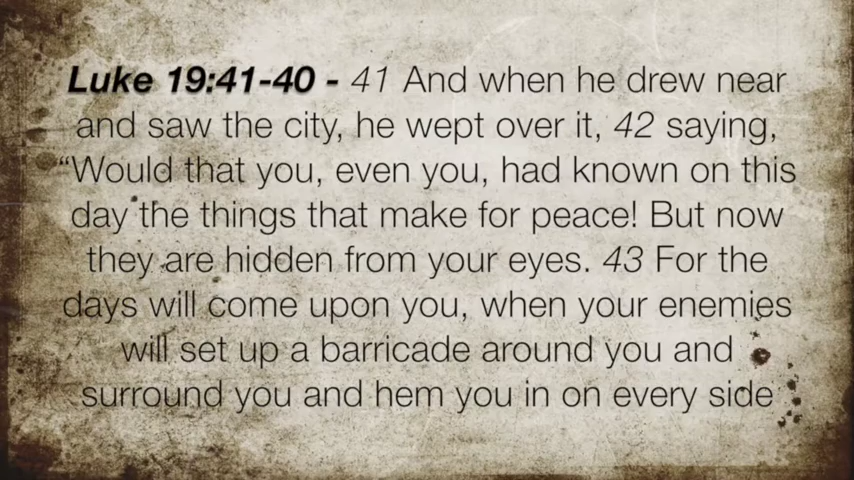 Luke 19:41-40 - 41 And when he drew near
and saw the city, he wept over it, 42 saying,
“Would that you, even you, had known on this
day the things that make for peace! But now
they are hidden from your eyes. 43 For the
days will come upon you, when your enemies
will set up a barricade around you and
surround you and hem you in on every side